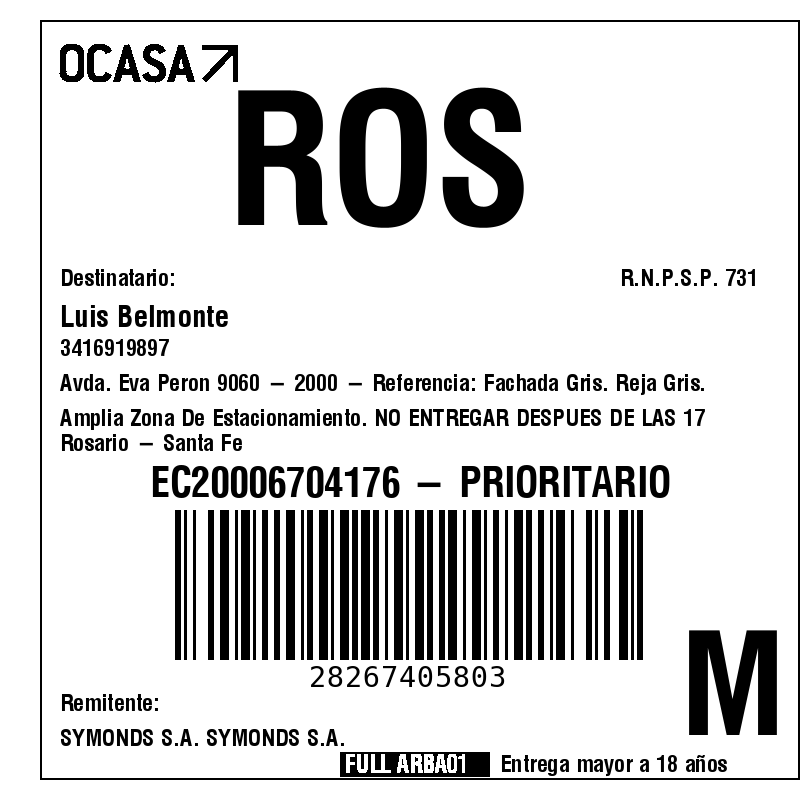 OCASA
ROS
Destinatario:
R.N.P.S.P. 731
Luis Belmonte
3416919897
Avda. Eva Peron 9060 – 2000 – Referencia: Fachada Gris. Reja Gris.
Amplia Zona De Estacionamiento. NO ENTREGAR DESPUES DE LAS 17
Rosario – Santa Fe
EC20006704176 – PRIORITARIO
28267405803
M
Remitente:
SYMONDS S.A. SYMONDS S.A.
FULL ARBA01 Entrega mayor a 18 años